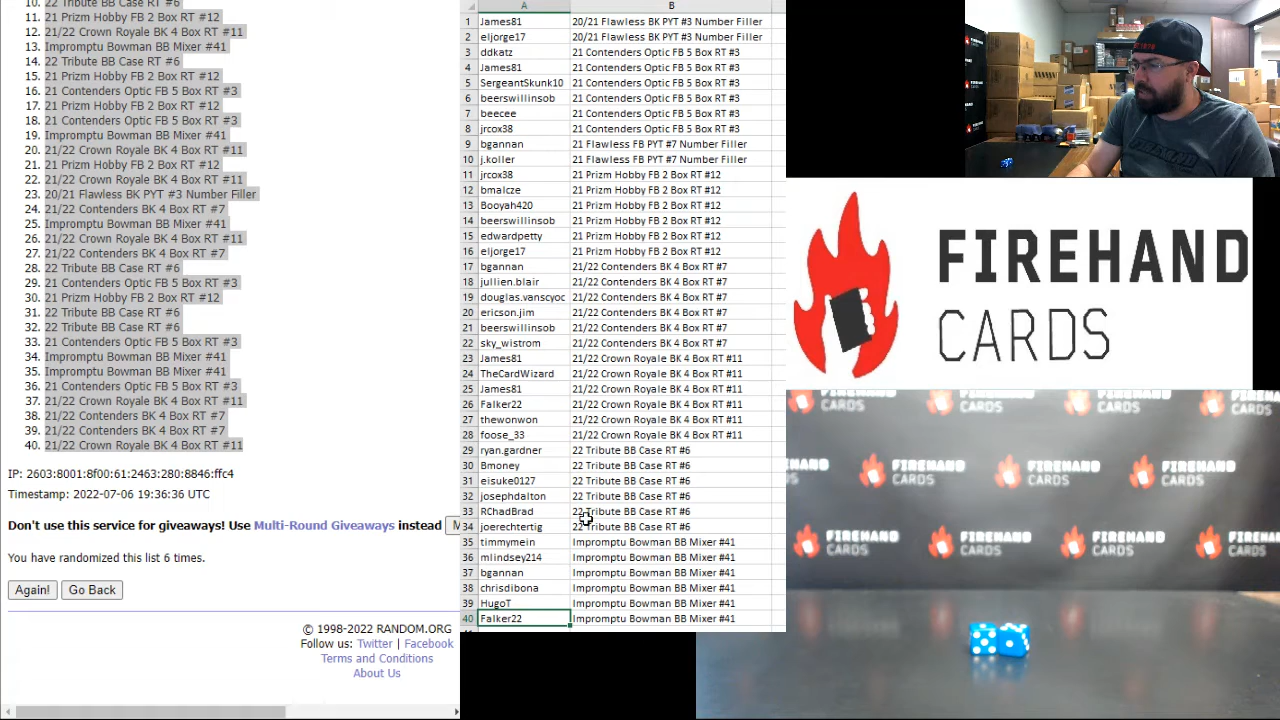 10. 22 Tribute BB Case RT #6
11. 21 Prizm Hobby FB 2 Box RT #12
12. 21/22 Crown Royale BK 4 Box RT #11
13. Impromptu Bowman BB Mixer #41
14. 22 Tribute BB Case RT #6
15. 21 Prizm Hobby FB 2 Box RT #12
16. 21 Contenders Optic FB 5 Box RT #3
17. 21 Prizm Hobby FB 2 Box RT #12
18. 21 Contenders Optic FB 5 Box RT #3
19. Impromptu Bowman BB Mixer #41
20. 21/22 Crown Royale BK 4 Box RT #11
21. 21 Prizm Hobby FB 2 Box RT #12
22. 21/22 Crown Royale BK 4 Box RT #11
23. 20/21 Flawless BK PYT #3 Number Filler
24. 21/22 Contenders BK 4 Box RT #7
25. Impromptu Bowman BB Mixer #41
26. 21/22 Crown Royale BK 4 Box RT #11
27. 21/22 Contenders BK 4 Box RT #7
28. 22 Tribute BB Case RT #6
29. 21 Contenders Optic FB 5 Box RT #3
30. 21 Prizm Hobby FB 2 Box RT #12
31. 22 Tribute BB Case RT #6
32. 22 Tribute BB Case RT #6
33. 21 Contenders Optic FB 5 Box RT #3
34. Impromptu Bowman BB Mixer #41
35. Impromptu Bowman BB Mixer #41
36. 21 Contenders Optic FB 5 Box RT #3
37. 21/22 Crown Royale BK 4 Box RT #11
38. 21/22 Contenders BK 4 Box RT #7
39. 21/22 Contenders BK 4 Box RT #7
40. 21/22 Crown Royale BK 4 Box RT #11
IP: 2603:8001:8f00:61:2463:280:8846:ffc4
Timestamp: 2022-07-06 19:36:36 UTC
Don't use this service for giveaways! Use Multi-Round Giveaways instead
You have randomized this list 6 times.
Again! Go Back
© 1998-2022 RANDOM.ORG
Follow us: Twitter | Facebook
Terms and Conditions
About Us
A B
1 James81 20/21 Flawless BK PYT #3 Number Filler
2 eljorge17 20/21 Flawless BK PYT #3 Number Filler
3 ddkatz 21 Contenders Optic FB 5 Box RT #3
4 James81 21 Contenders Optic FB 5 Box RT #3
5 SergeantSkunk10 21 Contenders Optic FB 5 Box RT #3
6 beerswillinsob 21 Contenders Optic FB 5 Box RT #3
7 beecee 21 Contenders Optic FB 5 Box RT #3
8 jrcox38 21 Contenders Optic FB 5 Box RT #3
9 bgannan 21 Flawless FB PYT #7 Number Filler
10 j.koller 21 Flawless FB PYT #7 Number Filler
11 jrcox38 21 Prizm Hobby FB 2 Box RT #12
12 bmalcze 21 Prizm Hobby FB 2 Box RT #12
13 Booyah420 21 Prizm Hobby FB 2 Box RT #12
14 beerswillinsob 21 Prizm Hobby FB 2 Box RT #12
15 edwardpetty 21 Prizm Hobby FB 2 Box RT #12
16 eljorge17 21 Prizm Hobby FB 2 Box RT #12
17 bgannan 21/22 Contenders BK 4 Box RT #7
18 jullien.blair 21/22 Contenders BK 4 Box RT #7
19 douglas.vanscyoc 21/22 Contenders BK 4 Box RT #7
20 ericson.jim 21/22 Contenders BK 4 Box RT #7
21 beerswillinsob 21/22 Contenders BK 4 Box RT #7
22 sky_wistrom 21/22 Contenders BK 4 Box RT #7
23 James81 21/22 Crown Royale BK 4 Box RT #11
24 TheCardWizard 21/22 Crown Royale BK 4 Box RT #11
25 James81 21/22 Crown Royale BK 4 Box RT #11
26 Falker22 21/22 Crown Royale BK 4 Box RT #11
27 thewonwon 21/22 Crown Royale BK 4 Box RT #11
28 foose_33 21/22 Crown Royale BK 4 Box RT #11
29 ryan.gardner 22 Tribute BB Case RT #6
30 Bmoney 22 Tribute BB Case RT #6
31 eisuke0127 22 Tribute BB Case RT #6
32 josephdalton 22 Tribute BB Case RT #6
33 RChadBrad 22 Tribute BB Case RT #6
34 joerechtertig 22 Tribute BB Case RT #6
35 timmymein Impromptu Bowman BB Mixer #41
36 mlindsey214 Impromptu Bowman BB Mixer #41
37 bgannan Impromptu Bowman BB Mixer #41
38 chrisdibona Impromptu Bowman BB Mixer #41
39 HugoT Impromptu Bowman BB Mixer #41
40 Falker22 Impromptu Bowman BB Mixer #41
FIREHAND
CARDS
CARDS
CARDS
CARDS
CARDS
FIREHAND
CARDS
FIREHAND
CARDS
FIREHAND
CARDS
FIREHAND
CARDS
FIREHAND
CARDS
FIREHAND
CARDS